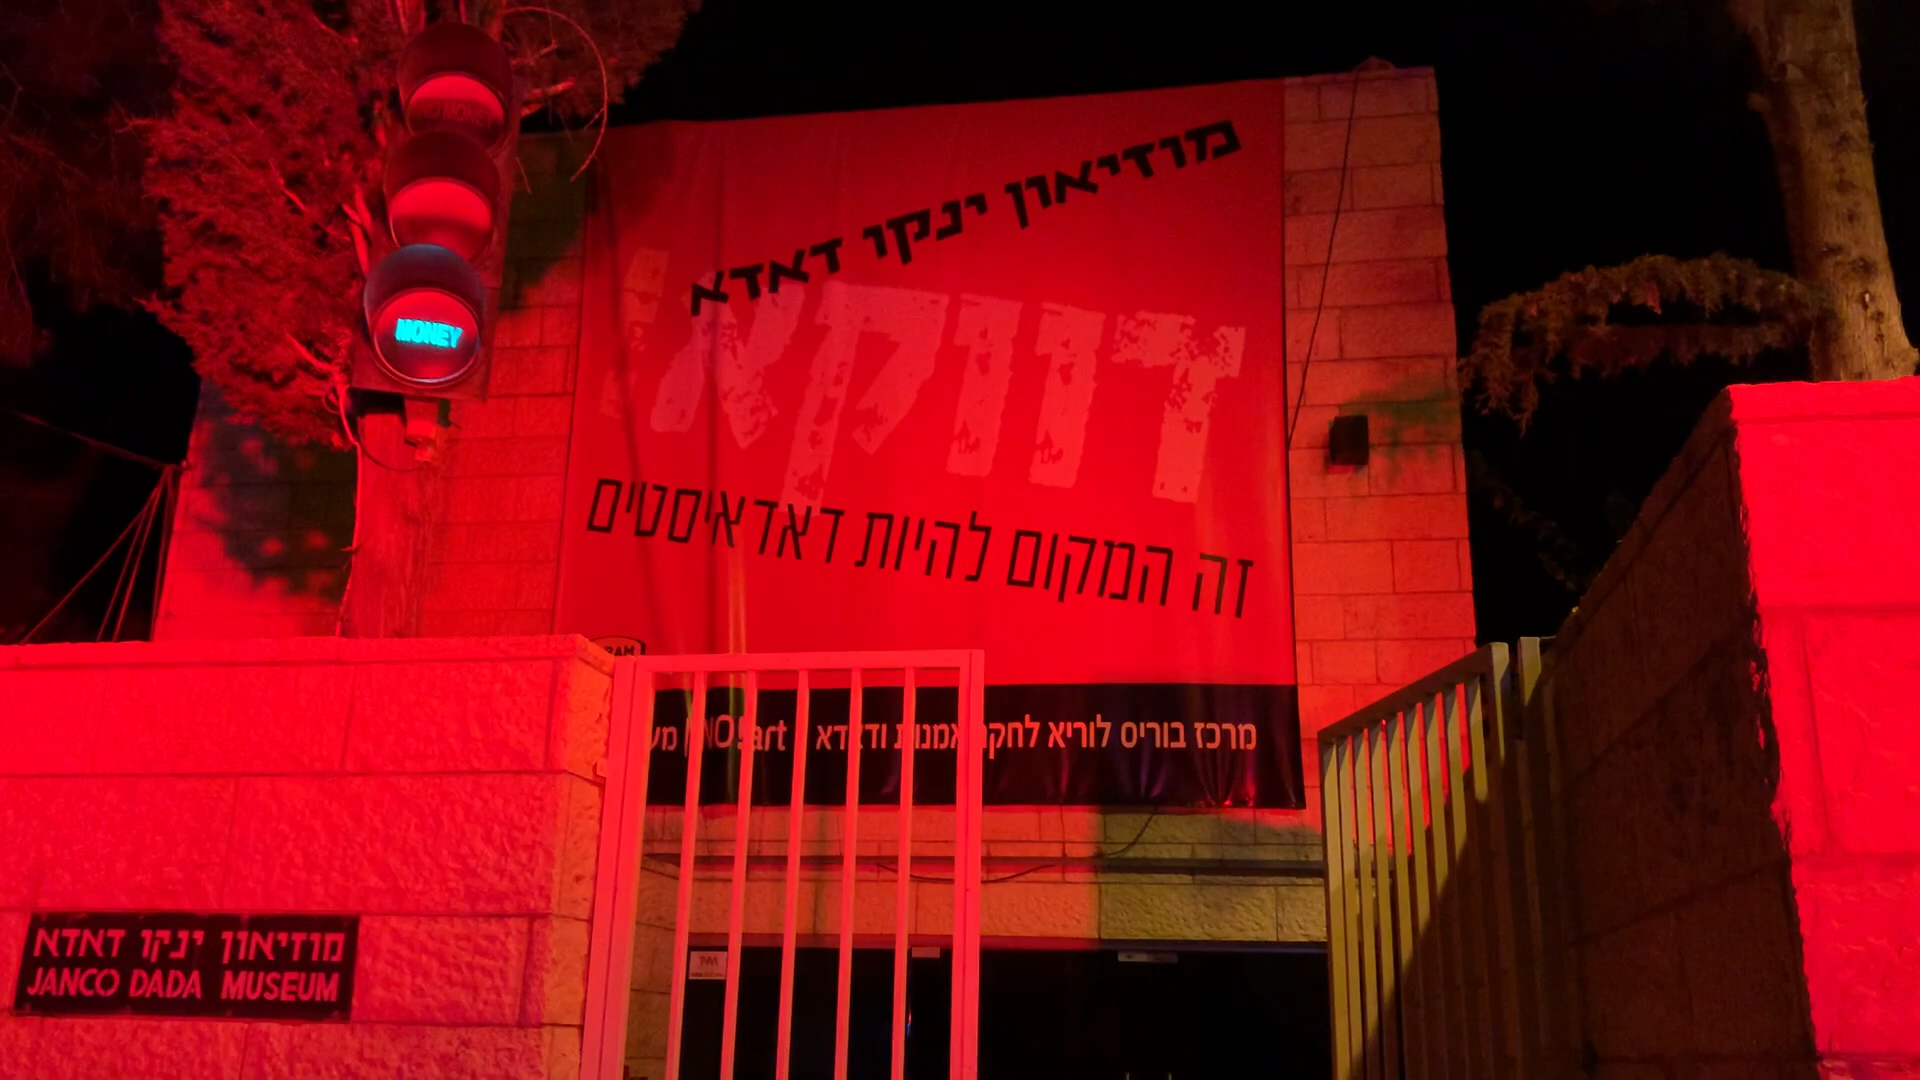 MONEY
מוזיאון ינקו דאדא
דווקא!
זה המקום להיות דאדאיסטים
מרכז בוריס לוריא לחקר אמנות ודאדא | NO!art
מוזיאון ינקו דאדא
JANCO DADA MUSEUM